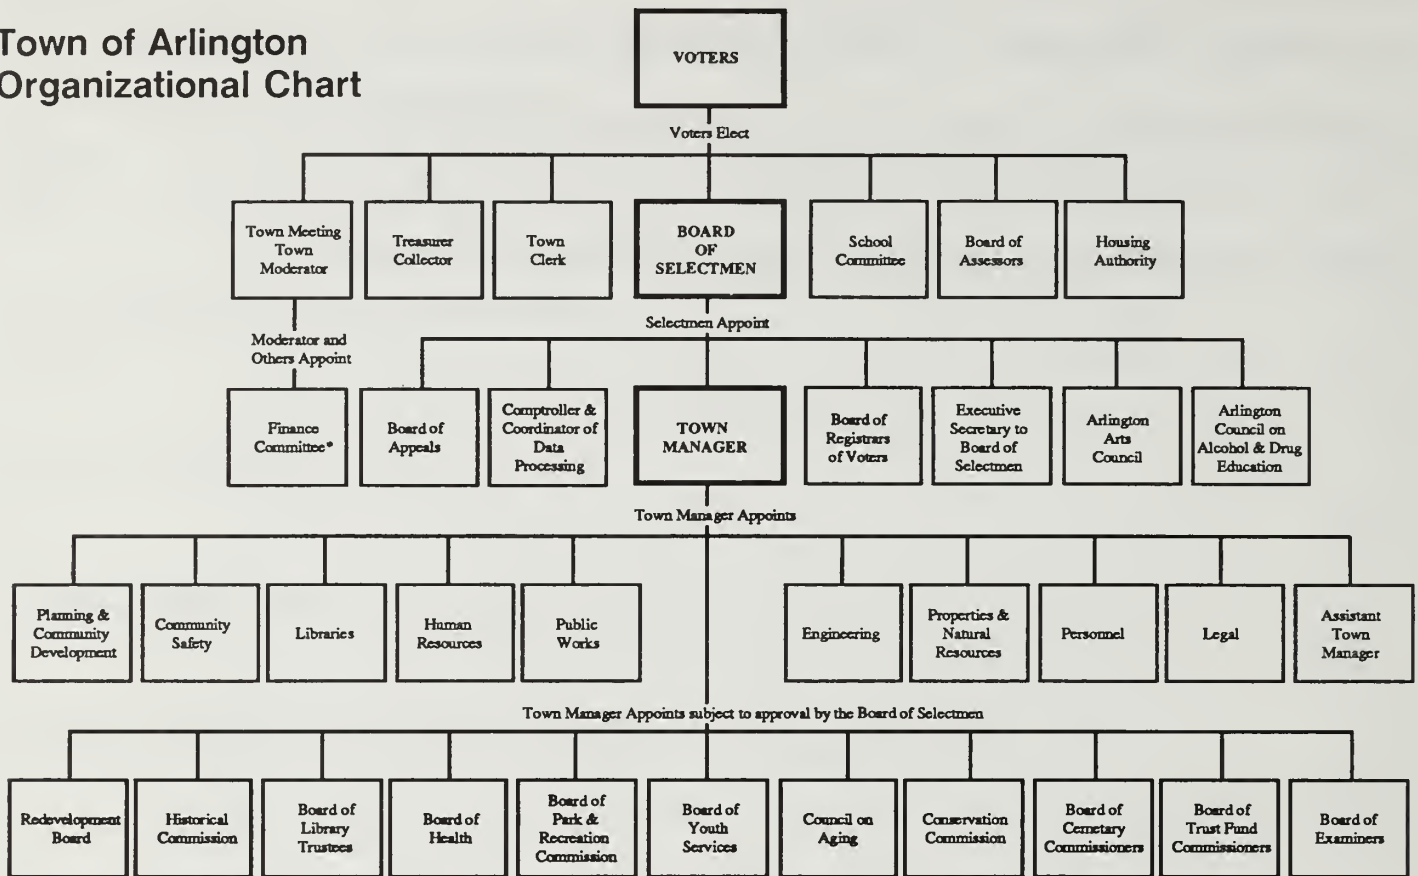 Town of Arlington
Organizational Chart
VOTERS
Voters Elect
Town Meeting
Town
Moderator
Treasurer
Collector
Town
Clerk
BOARD
OF
SELECTMEN
School
Committee
Board of
Assessors
Housing
Authority
Moderator and
Others Appoint
Selectmen Appoint
Finance
Committee*
Board of
Appeals
Comptroller &
Coordinator of
Data
Processing
TOWN
MANAGER
Board of
Registrars
of Voters
Executive
Secretary to
Board of
Selectmen
Arlington
Arts
Council
Arlington
Council on
Alcohol & Drug
Education
Town Manager Appoints
Planning &
Community
Development
Community
Safety
Libraries
Human
Resources
Public
Works
Engineering
Properties &
Natural
Resources
Personnel
Legal
Assistant
Town
Manager
Town Manager Appoints subject to approval by the Board of Selectmen
Redevelopment
Board
Historical
Commission
Board of
Library
Trustees
Board of
Health
Board of
Park &
Recreation
Commission
Board of
Youth
Services
Council on
Aging
Conservation
Commission
Board of
Cemetary
Commissioners
Board of
Trust Fund
Commissioners
Board of
Examiners